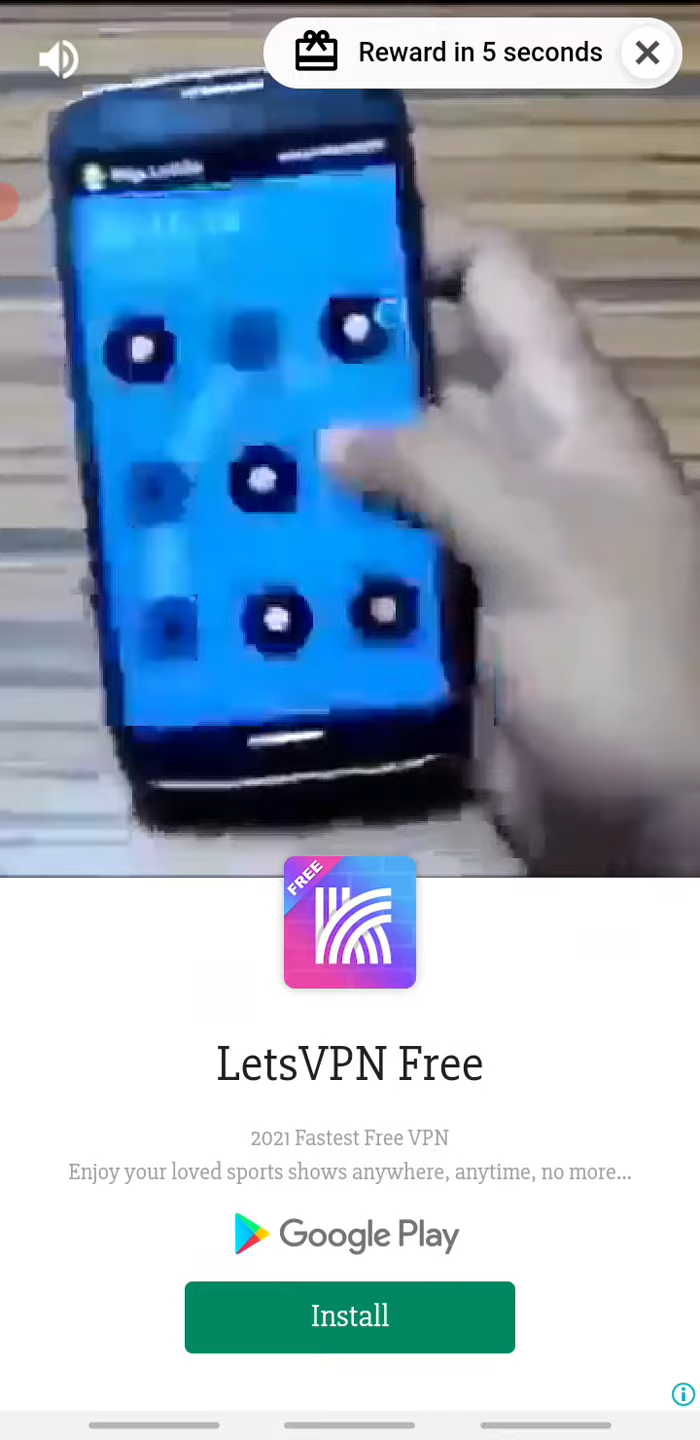 Reward in 5 seconds
FREE
LetsVPN Free
2021 Fastest Free VPN
Enjoy your loved sports shows anywhere, anytime, no more...
Google Play
Install